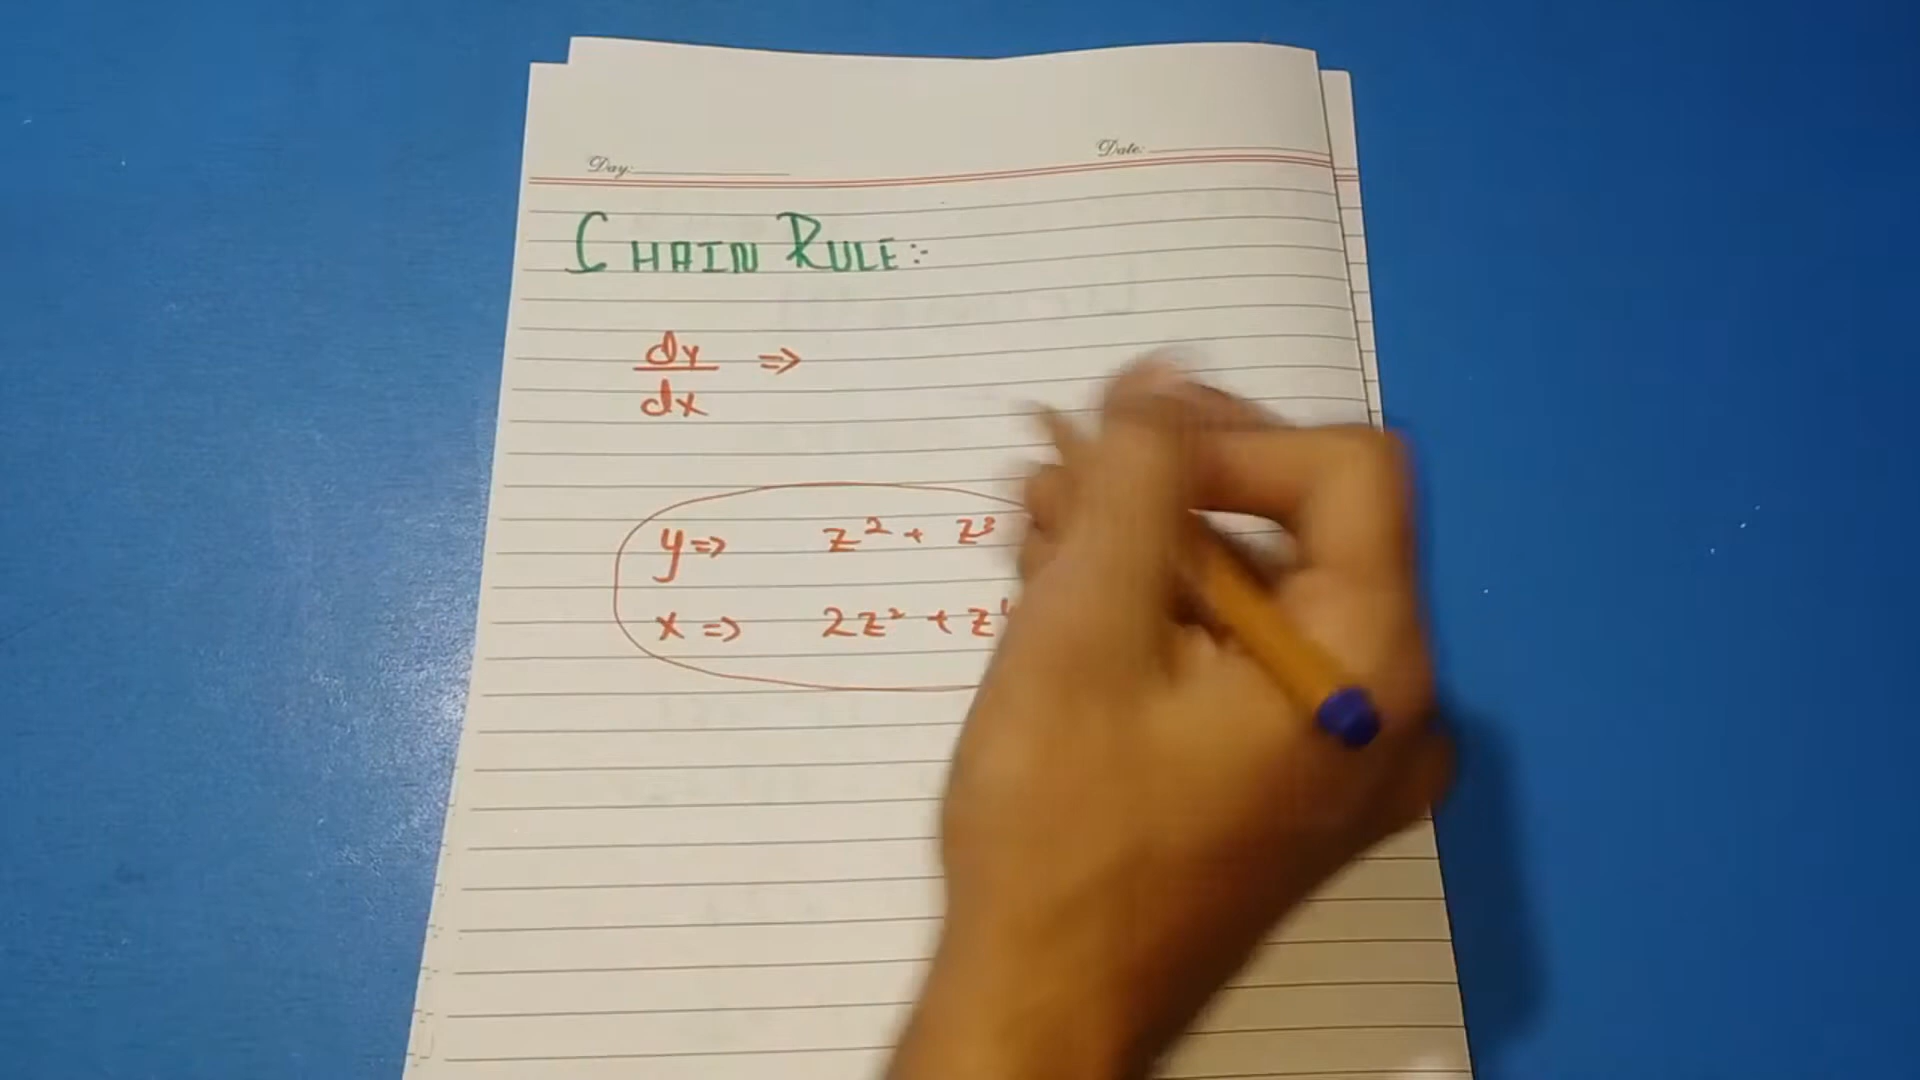 Day: Date:
CHAIN RULE:-
dy
dx =>
y => z² + z³
x => 2z² + z⁴